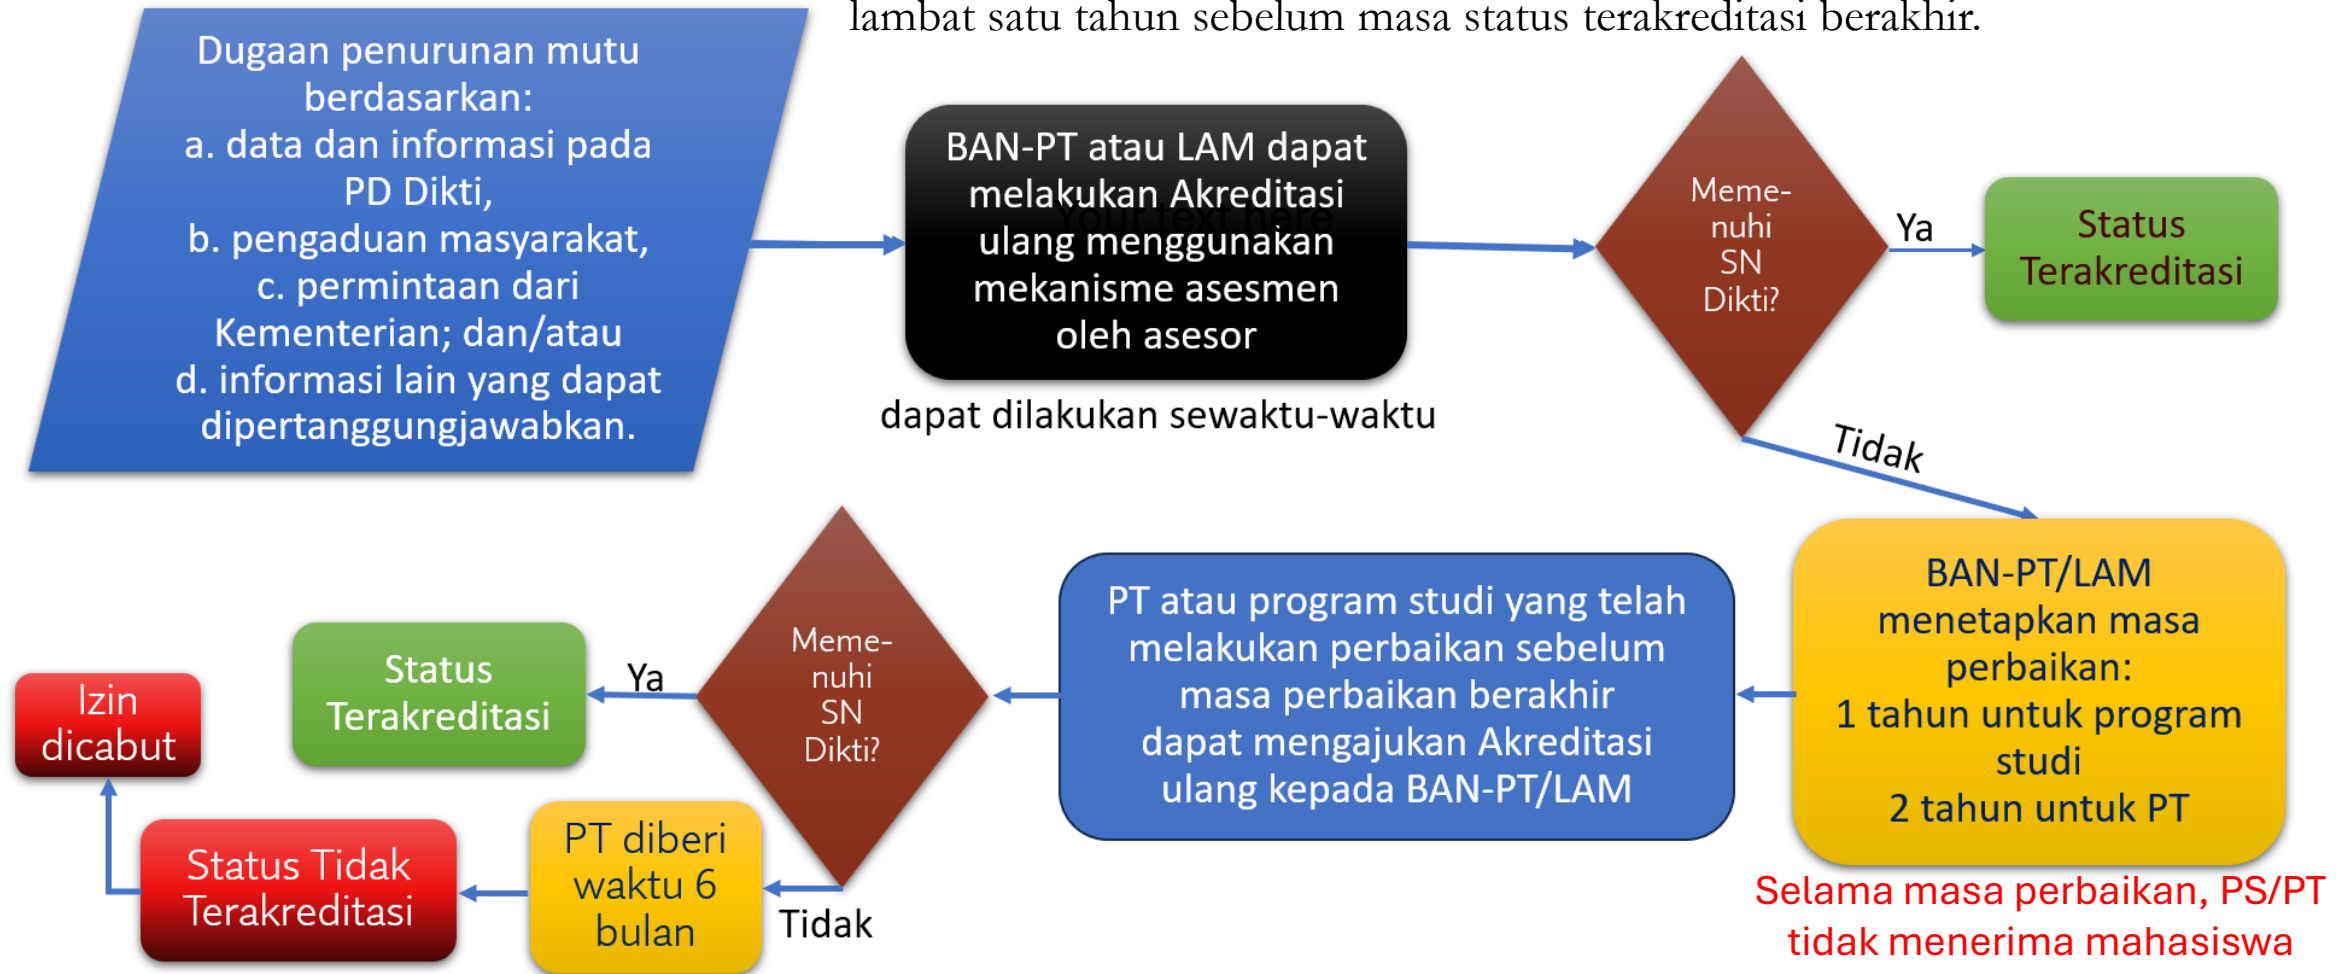 lambat satu tahun sebelum masa status terakreditasi berakhir.
Dugaan penurunan mutu
berdasarkan:
a. data dan informasi pada
PD Dikti,
b. pengaduan masyarakat,
c. permintaan dari
Kementerian; dan/atau
d. informasi lain yang dapat
dipertanggungjawabkan.
BAN-PT atau LAM dapat
melakukan Akreditasi
Your text here
ulang menggunakan
mekanisme asesmen
oleh asesor
dapat dilakukan sewaktu-waktu
Meme-
nuhi
SN
Dikti?
Ya
Status
Terakreditasi
Tidak
BAN-PT/LAM
menetapkan masa
perbaikan:
1 tahun untuk program
studi
2 tahun untuk PT
Selama masa perbaikan, PS/PT
tidak menerima mahasiswa
PT atau program studi yang telah
melakukan perbaikan sebelum
masa perbaikan berakhir
dapat mengajukan Akreditasi
ulang kepada BAN-PT/LAM
Meme-
nuhi
SN
Dikti?
Ya
Status
Terakreditasi
Tidak
PT diberi
waktu 6
bulan
Status Tidak
Terakreditasi
Izin
dicabut